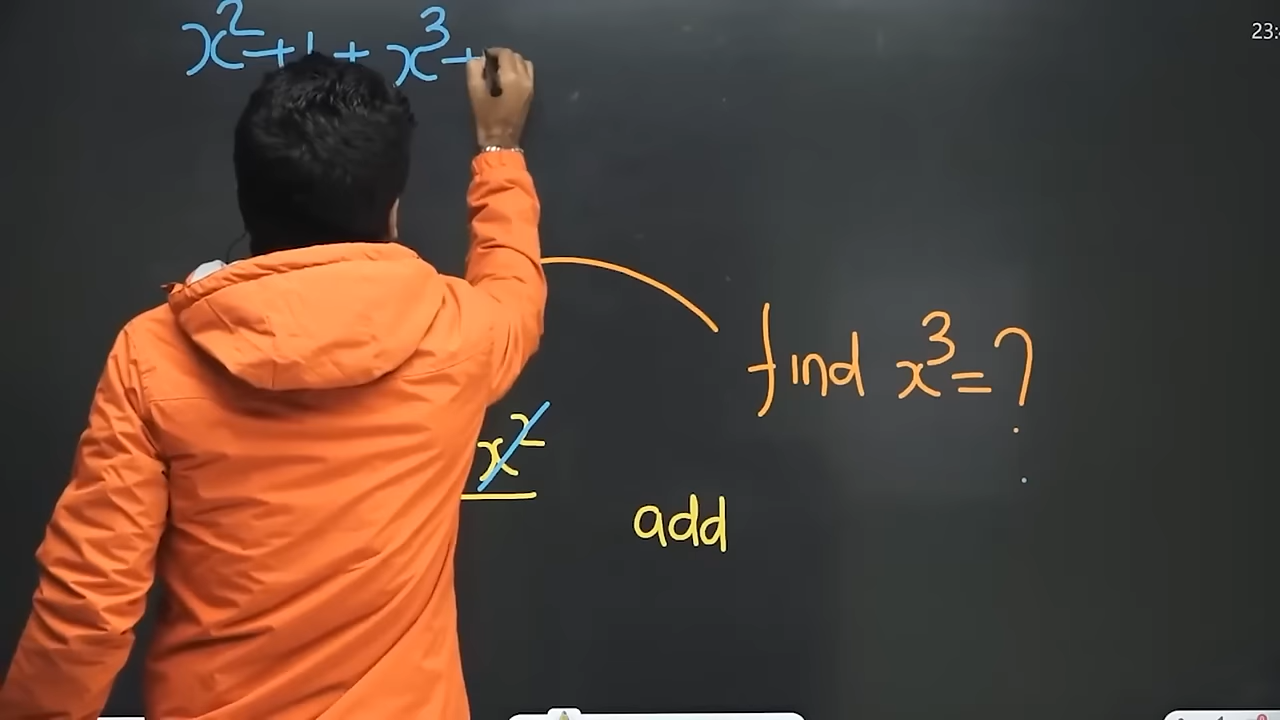 x² + 1 + x³ +
23:
find x³ = ?
x²
add